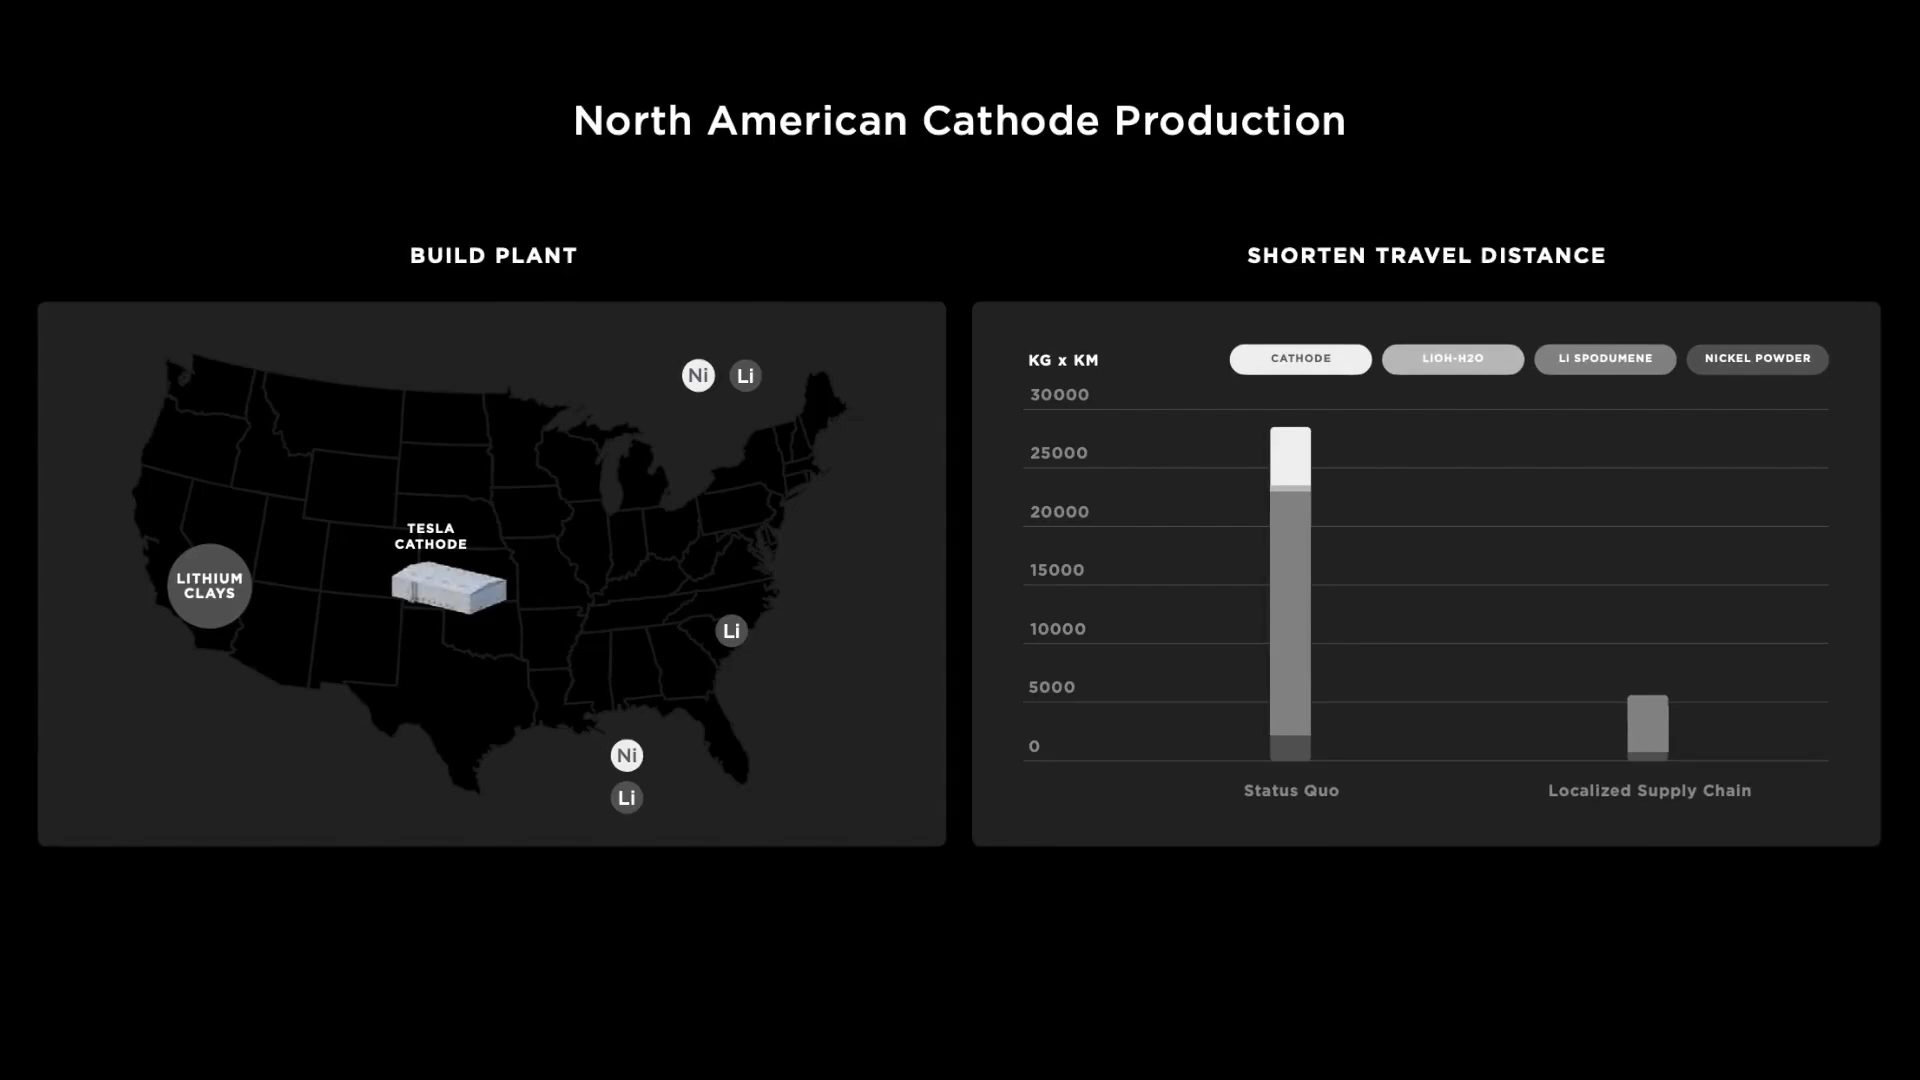 North American Cathode Production
BUILD PLANT
Ni Li
TESLA
CATHODE
LITHIUM
CLAYS
Li
Ni
Li
SHORTEN TRAVEL DISTANCE
KG x KM
CATHODE LIOH-H2O LI SPODUMENE NICKEL POWDER
30000
25000
20000
15000
10000
5000
0
Status Quo Localized Supply Chain